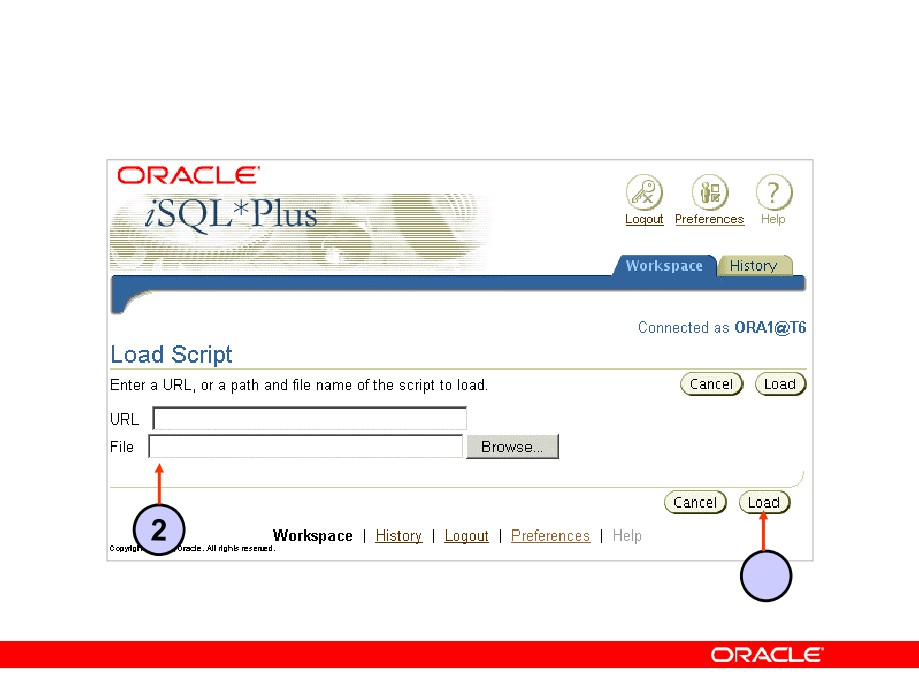 ORACLE
iSQL*Plus
Logout Preferences Help
Workspace History
Connected as ORA1@T6
Load Script
Enter a URL, or a path and file name of the script to load.
Cancel Load
URL
File Browse...
Cancel Load
2
Workspace | History | Logout | Preferences | Help
Oracle. All rights reserved.
ORACLE